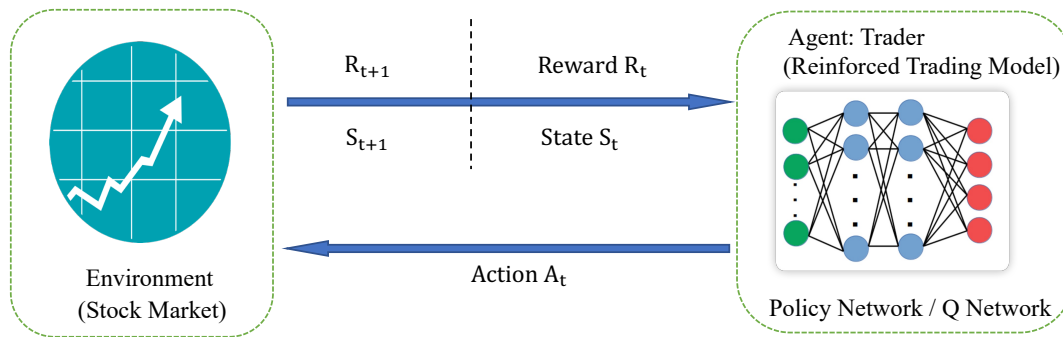 Agent: Trader
(Reinforced Trading Model)
R_{t+1}
Reward R_t
S_{t+1}
State S_t
Action A_t
Environment
(Stock Market)
Policy Network / Q Network